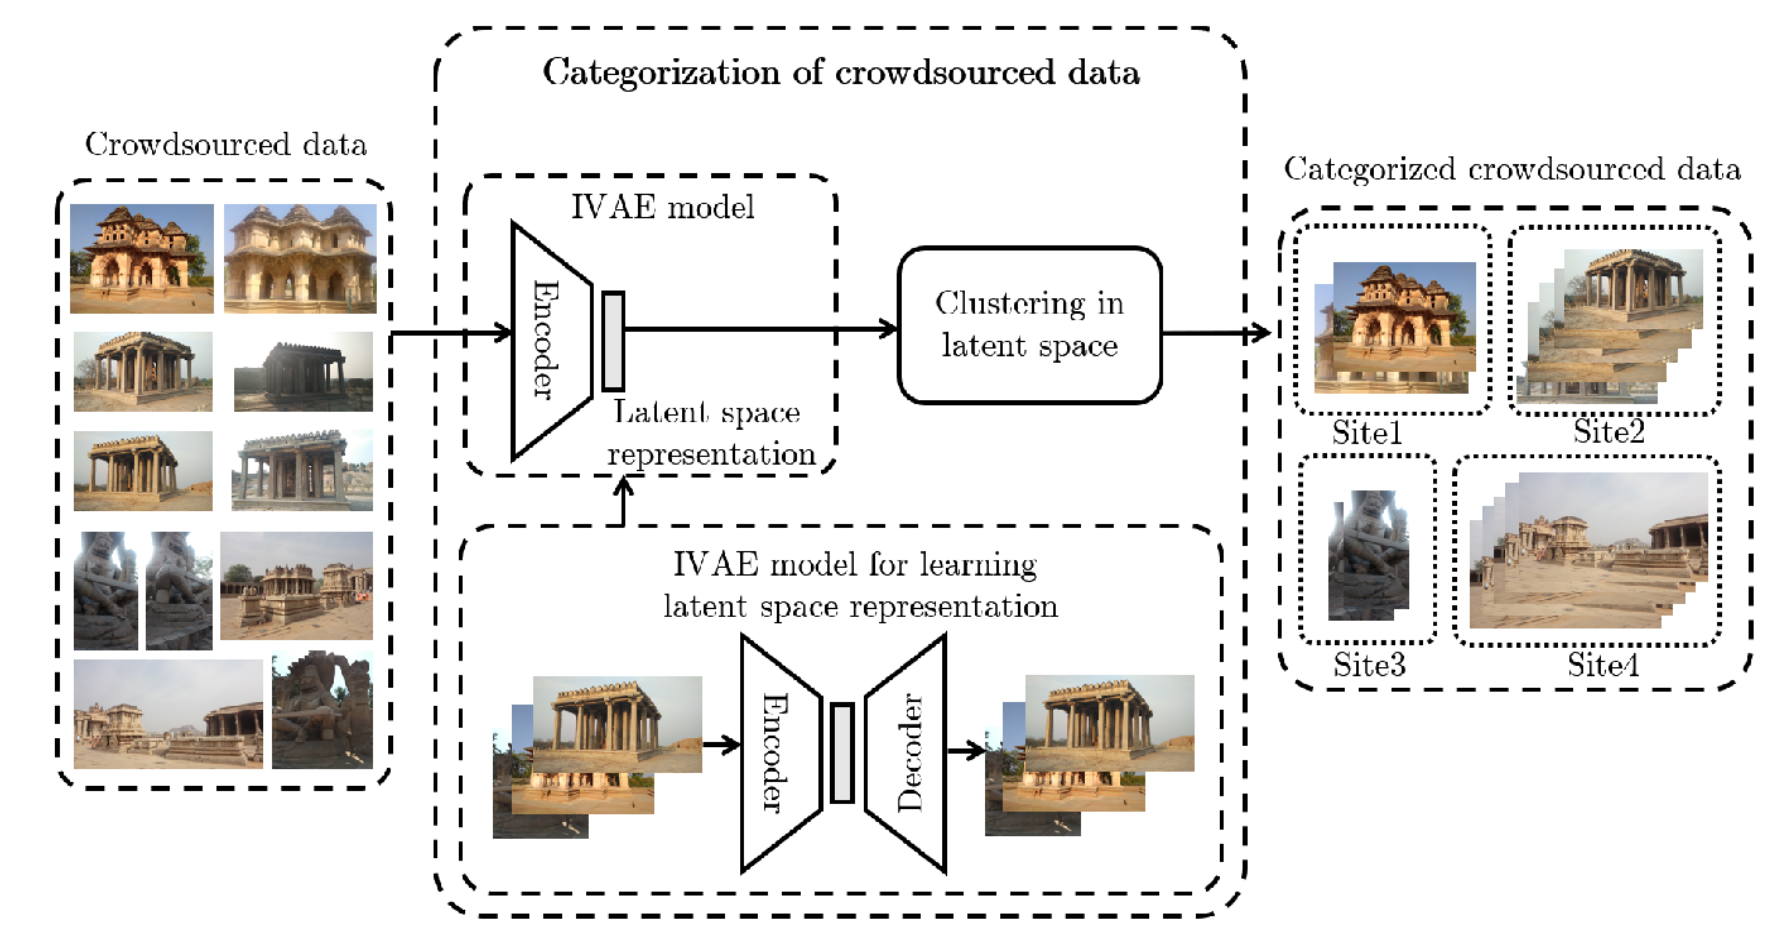 Categorization of crowdsourced data
Crowdsourced data
IVAE model
Encoder
Latent space
representation
Clustering in
latent space
IVAE model for learning
latent space representation
Encoder
Decoder
Categorized crowdsourced data
Site1
Site2
Site3
Site4